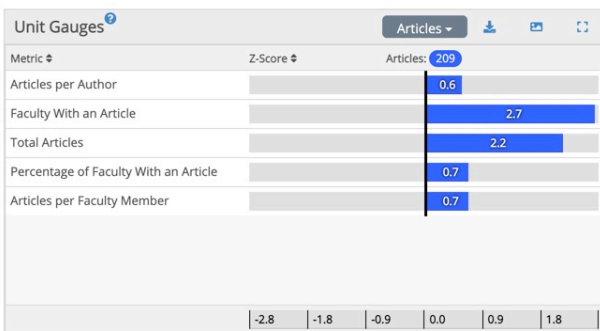 Unit Gauges ?
Articles
Metric Z-Score Articles: 209
Articles per Author 0.6
Faculty With an Article 2.7
Total Articles 2.2
Percentage of Faculty With an Article 0.7
Articles per Faculty Member 0.7
-2.8 -1.8 -0.9 0.0 0.9 1.8